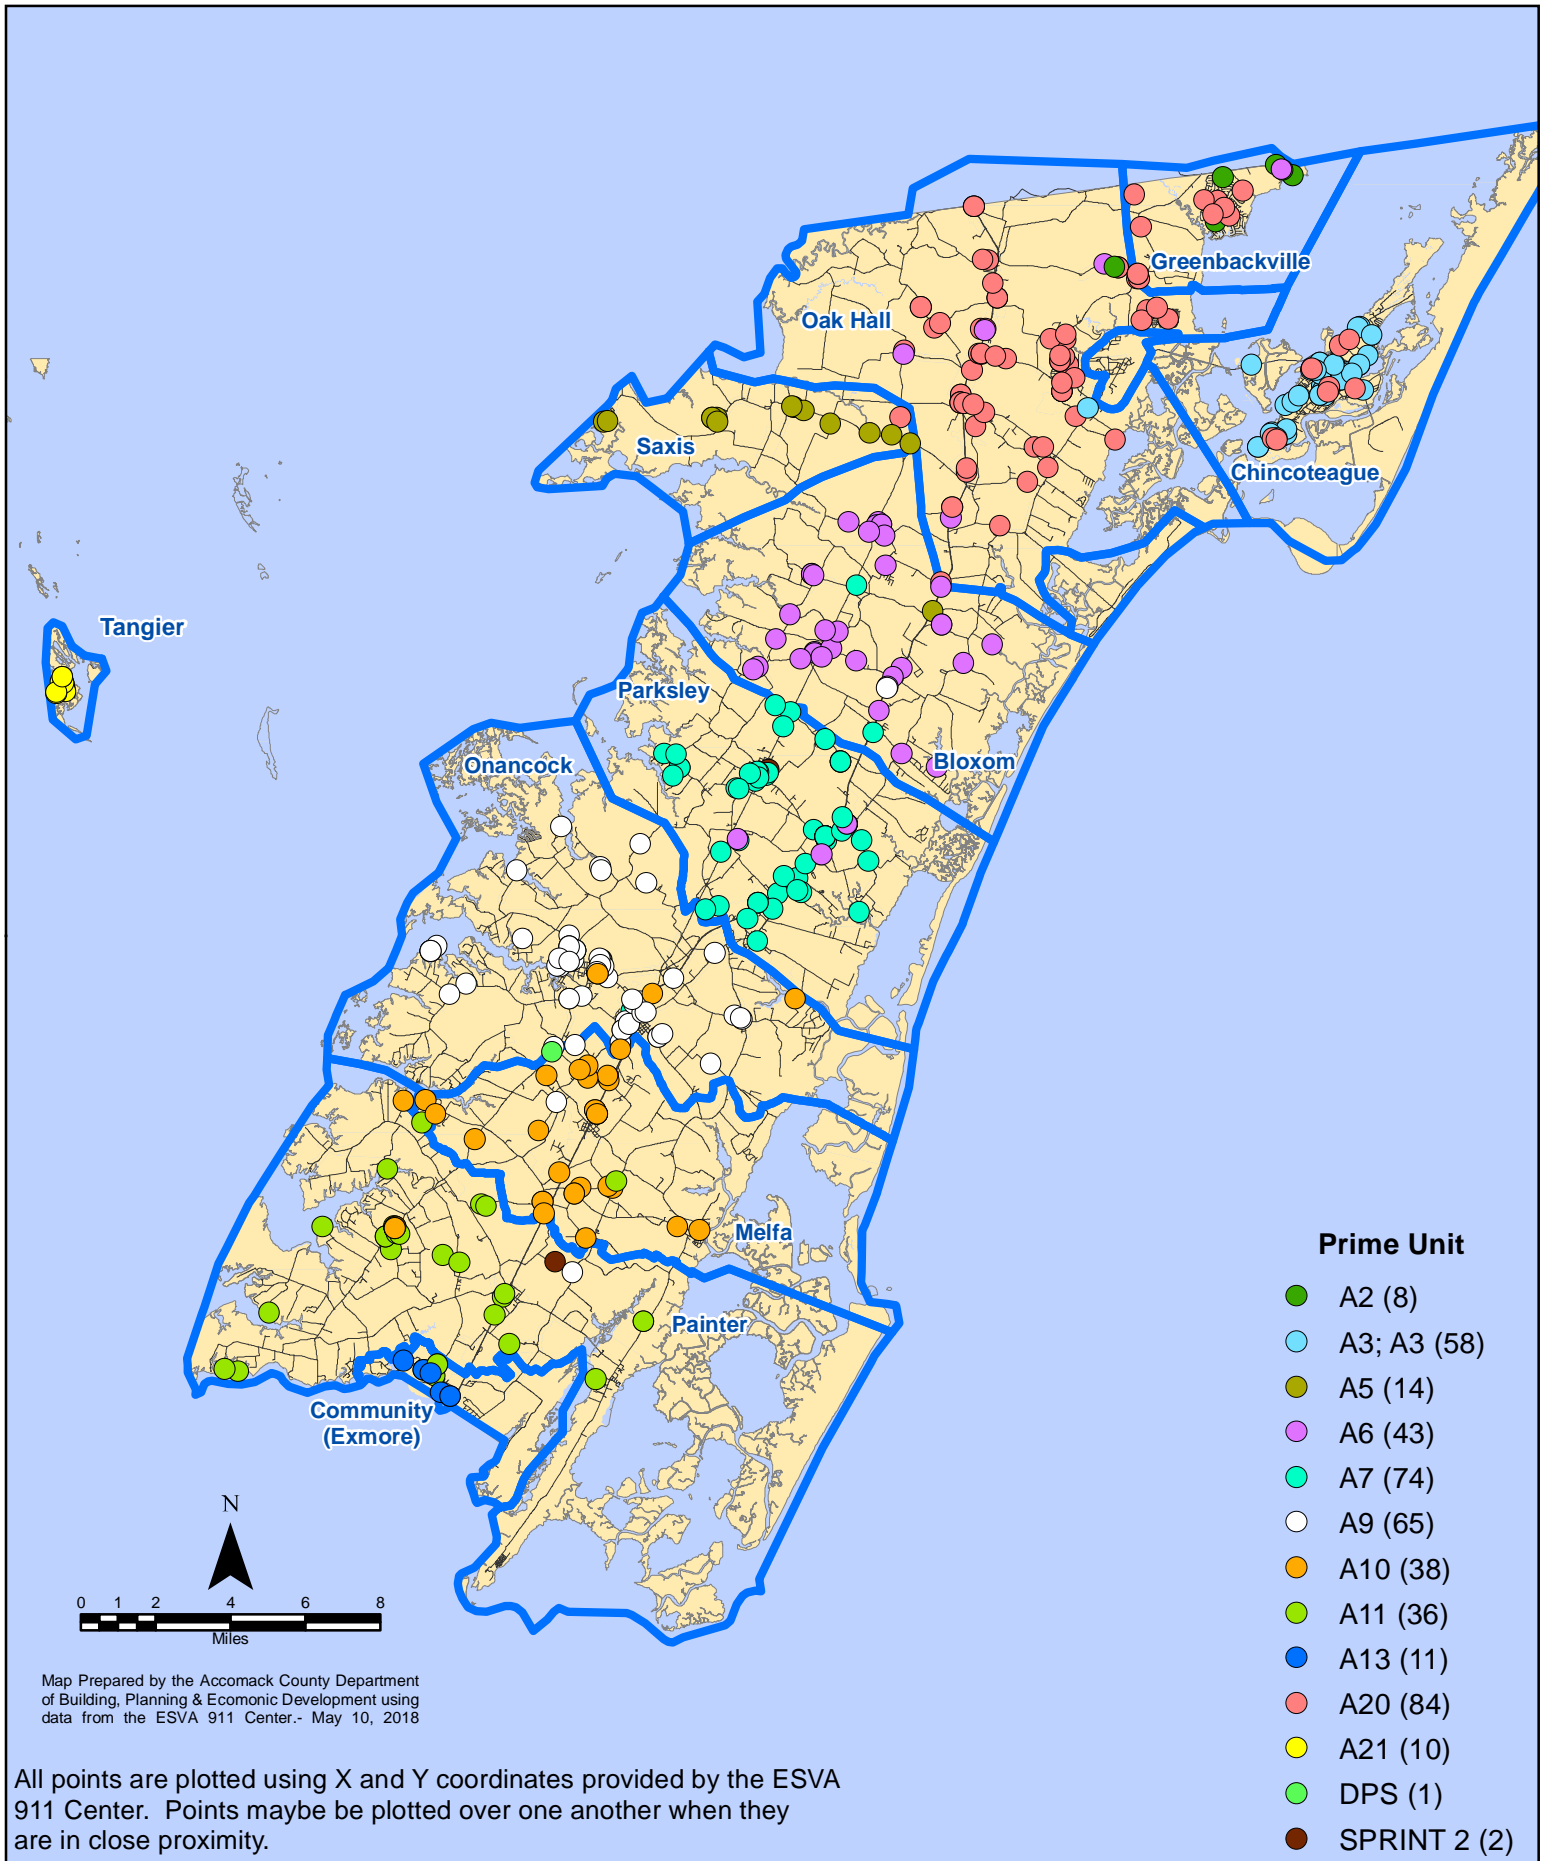 Greenbackville
Oak Hall
Saxis
Chincoteague
Tangier
Parksley
Bloxom
Onancock
Melfa
Painter
Community
(Exmore)
Prime Unit
A2 (8)
A3; A3 (58)
A5 (14)
A6 (43)
A7 (74)
A9 (65)
A10 (38)
A11 (36)
A13 (11)
A20 (84)
A21 (10)
DPS (1)
SPRINT 2 (2)
N
0 1 2 4 6 8
Miles
Map Prepared by the Accomack County Department
of Building, Planning & Ecomonic Development using
data from the ESVA 911 Center.- May 10, 2018
All points are plotted using X and Y coordinates provided by the ESVA
911 Center. Points maybe be plotted over one another when they
are in close proximity.